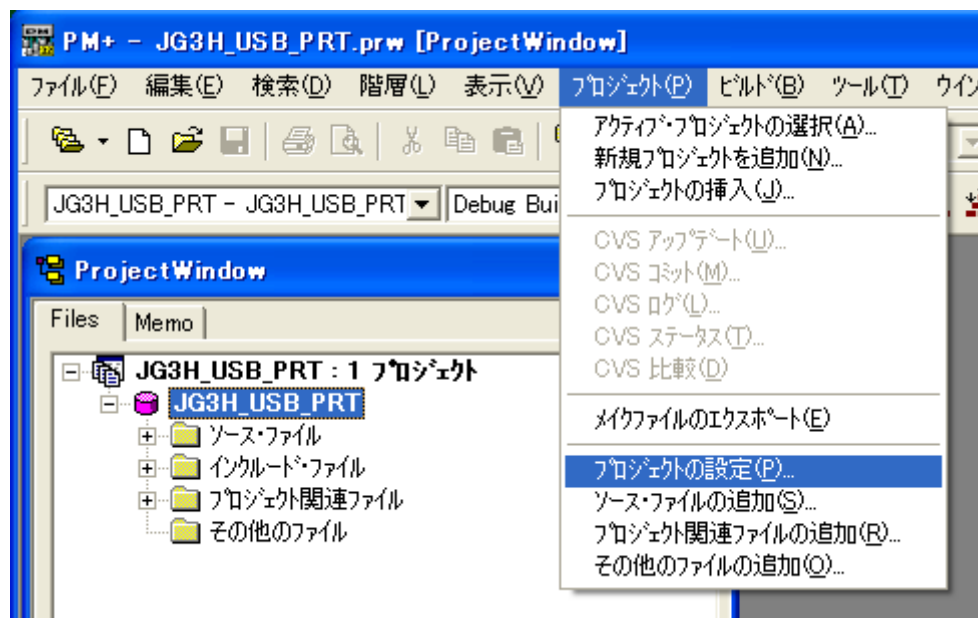 PM+ - JG3H_USB_PRT.prw [ProjectWindow]
ファイル(F) 編集(E) 検索(D) 階層(L) 表示(V) プロジェクト(P) ビルド(B) ツール(T) ウイン
アクティブ・プロジェクトの選択(A)...
新規プロジェクトを追加(N)...
プロジェクトの挿入(J)...
CVS アップデート(U)...
CVS コミット(M)...
CVS ログ(L)...
CVS ステータス(T)...
CVS 比較(D)
メイクファイルのエクスポート(E)
プロジェクトの設定(P)...
ソース・ファイルの追加(S)...
プロジェクト関連ファイルの追加(R)...
その他のファイルの追加(O)...
JG3H_USB_PRT - JG3H_USB_PRT Debug Bui
ProjectWindow
Files Memo
JG3H_USB_PRT : 1 プロジェクト
JG3H_USB_PRT
ソース・ファイル
インクルード・ファイル
プロジェクト関連ファイル
その他のファイル